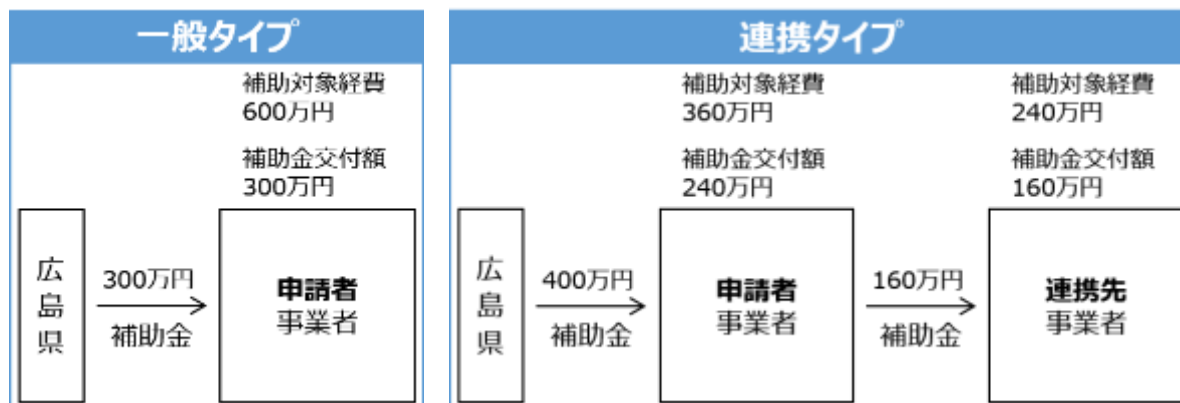 一般タイプ
補助対象経費
600万円
補助金交付額
300万円
広島県
300万円
補助金
申請者
事業者
連携タイプ
補助対象経費
360万円
補助金交付額
240万円
補助対象経費
240万円
補助金交付額
160万円
広島県
400万円
補助金
申請者
事業者
160万円
補助金
連携先
事業者